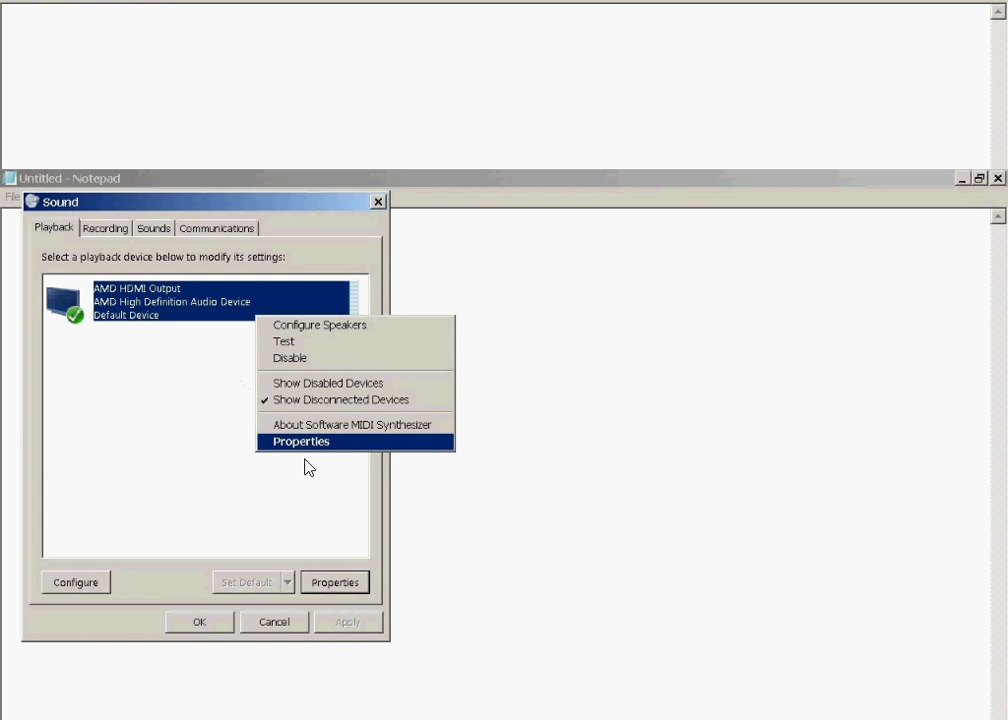 Untitled - Notepad
File
Sound
Playback Recording Sounds Communications
Select a playback device below to modify its settings:
AMD HDMI Output
AMD High Definition Audio Device
Default Device
Configure Speakers
Test
Disable
Show Disabled Devices
Show Disconnected Devices
About Software MIDI Synthesizer
Properties
Configure Set Default Properties
OK Cancel Apply